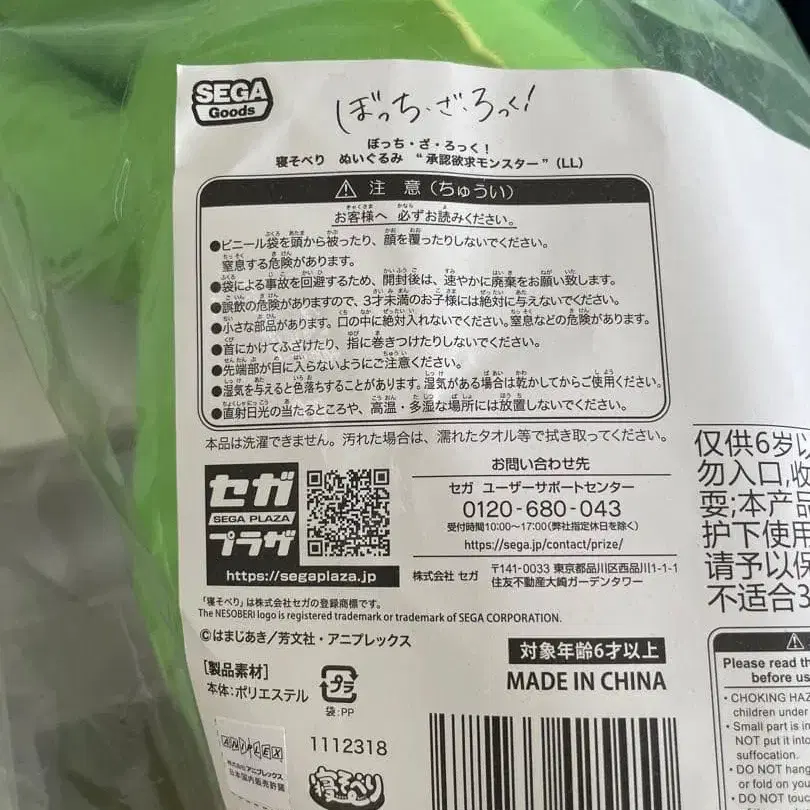 SEGA
Goods
ぼっち・ざ・ろっく!
ぼっち・ざ・ろっく!
寝そべり ぬいぐるみ “承認欲求モンスター”(LL)
注 意(ちゅうい)
お客様へ 必ずお読みください。
●ビニール袋を頭から被ったり、顔を覆ったりしないでください。
窒息する危険があります。
●袋による事故を回避するため、開封後は、速やかに廃棄をお願い致します。
●誤飲の危険がありますので、3才未満のお子様には絶対に与えないでください。
●小さな部品があります。口の中に絶対入れないでください。窒息などの危険があります。
●首にかけてふざけたり、指に巻きつけたりしないでください。
●先端部が目に入らないようにご注意ください。
●湿気を与えると色落ちすることがあります。湿気がある場合は乾かしてからご使用ください。
●直射日光の当たるところや、高温・多湿な場所には放置しないでください。
本品は洗濯できません。汚れた場合は、濡れたタオル等で拭き取ってください。
セガ
SEGA PLAZA
プラザ
https://segaplaza.jp
お問い合わせ先
セガ ユーザーサポートセンター
0120-680-043
受付時間10:00〜17:00(弊社指定休日を除く)
https://sega.jp/contact/prize/
株式会社 セガ 〒141-0033 東京都品川区西品川1-1-1
住友不動産大崎ガーデンタワー
「寝そべり」は株式会社セガの登録商標です。
The NESOBERI logo is registered trademark or trademark of SEGA CORPORATION.
©はまじあき/芳文社・アニプレックス
対象年齢6才以上
MADE IN CHINA
[製品素材]
本体:ポリエステル
プラ
袋:PP
ANIPLEX
株式会社アニプレックス
日本国内販売許諾
1112318
寝そべり
仅供6岁以
勿入口,收
耍;本产品
护下使用
请予以保
不适合3
Please read th
before us
• CHOKING HAZ
children under
• Small part is in
NOT put it into
suffocation.
• DO NOT hang
or fold on you
• DO NOT touc